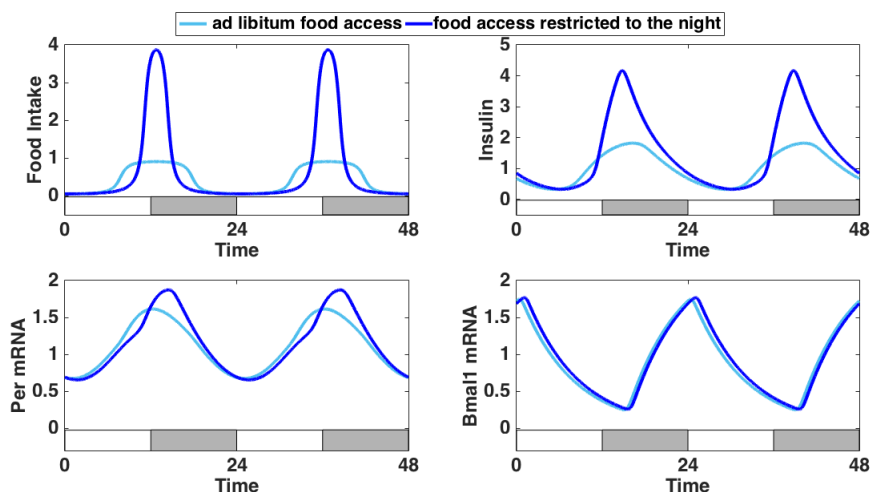 ad libitum food access food access restricted to the night
4
3
2
1
0
Food Intake
0 24 48
Time
5
4
3
2
1
0
Insulin
0 24 48
Time
2
1.5
1
0.5
0
Per mRNA
0 24 48
Time
2
1.5
1
0.5
0
Bmal1 mRNA
0 24 48
Time